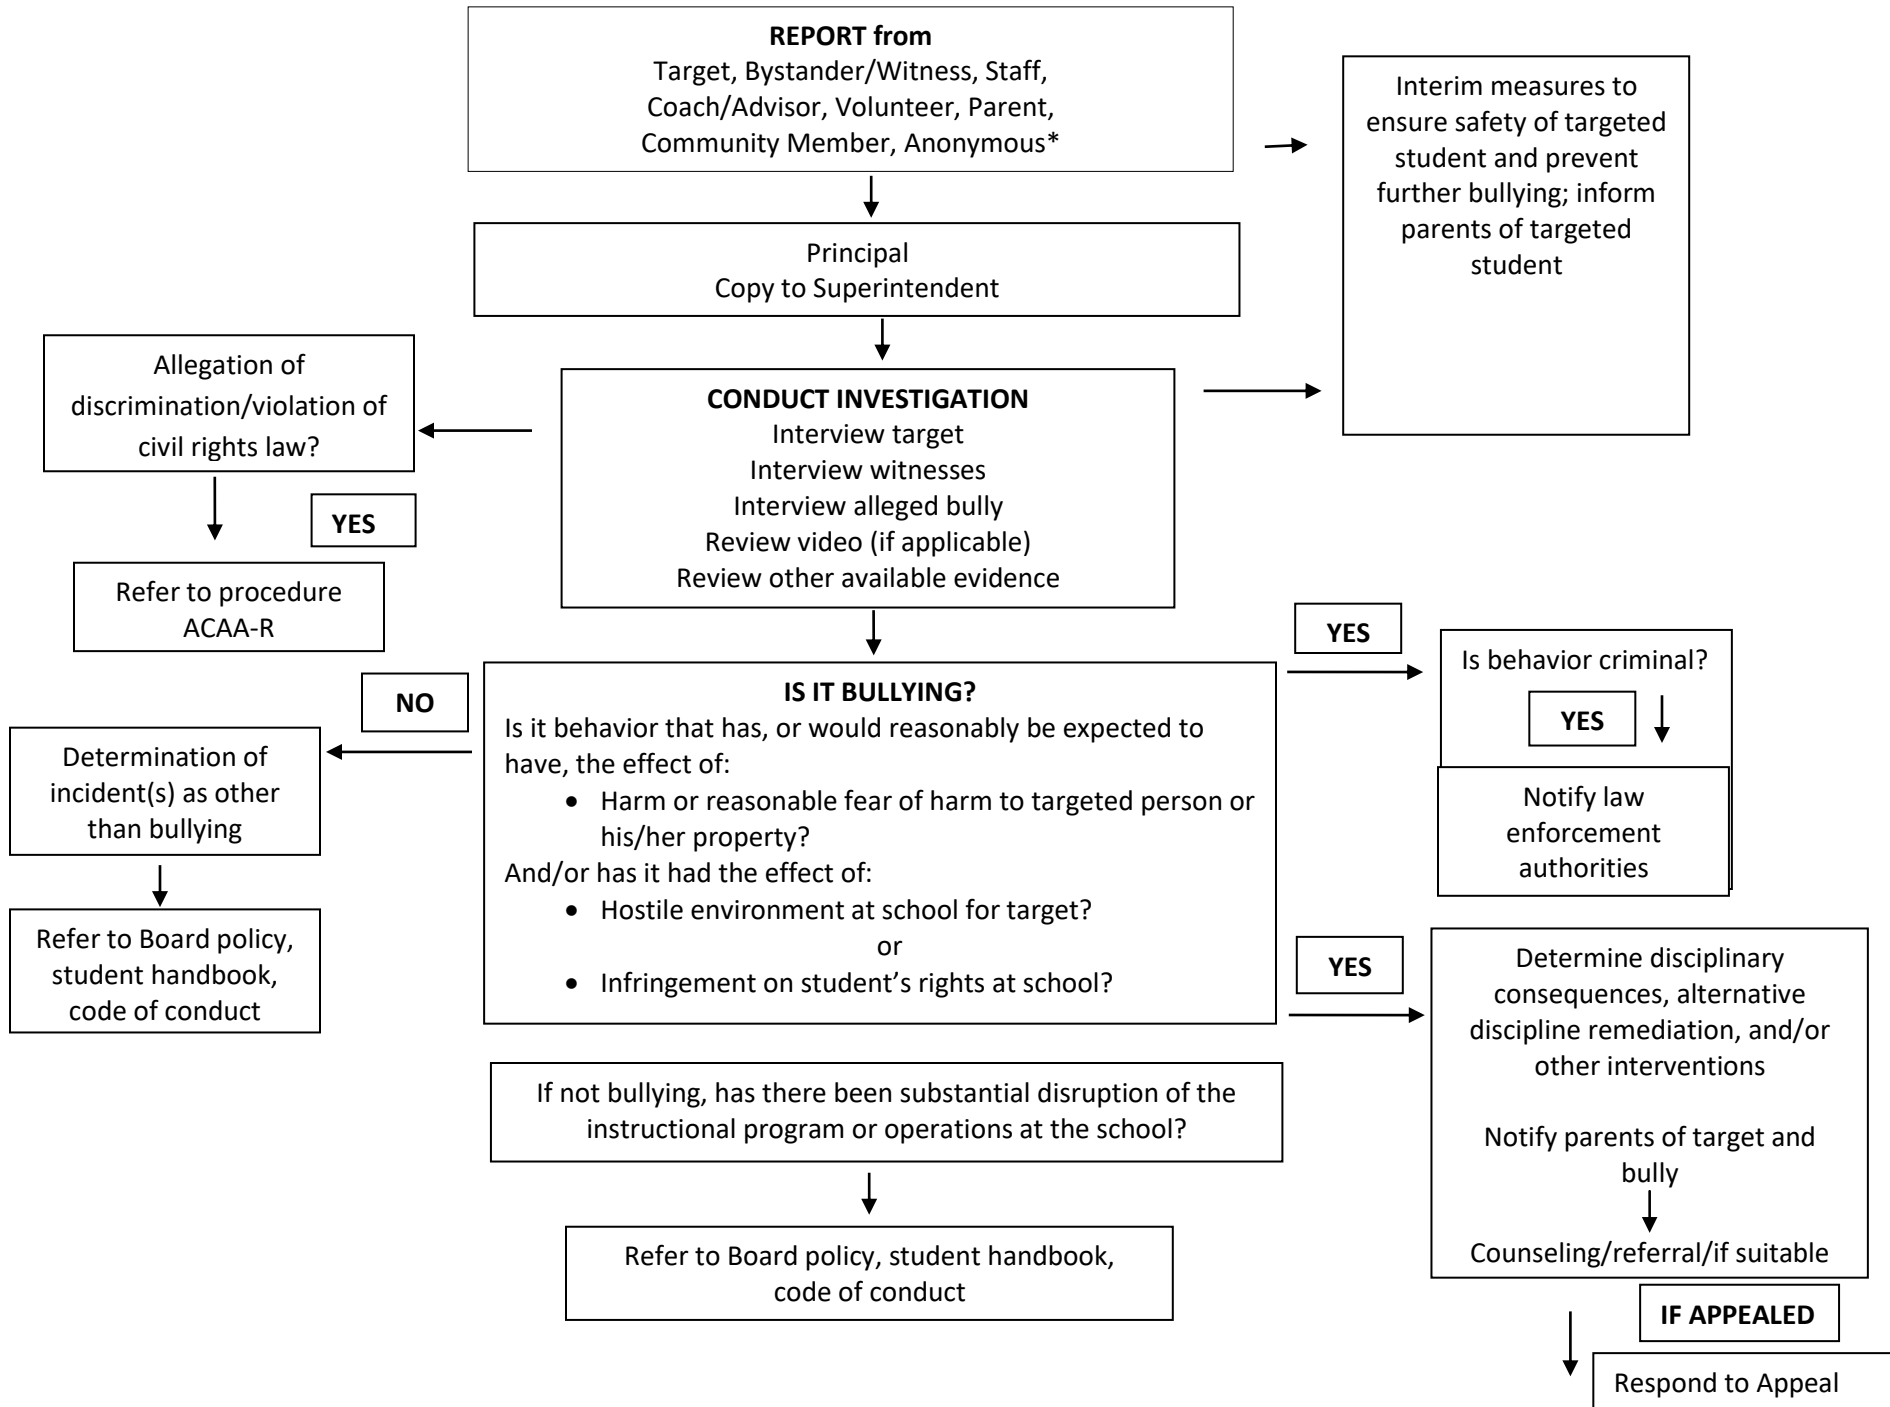 REPORT from
Target, Bystander/Witness, Staff,
Coach/Advisor, Volunteer, Parent,
Community Member, Anonymous*
Interim measures to
ensure safety of targeted
student and prevent
further bullying; inform
parents of targeted
student
Principal
Copy to Superintendent
Allegation of
discrimination/violation of
civil rights law?
YES
Refer to procedure
ACAA-R
CONDUCT INVESTIGATION
Interview target
Interview witnesses
Interview alleged bully
Review video (if applicable)
Review other available evidence
NO
Determination of
incident(s) as other
than bullying
Refer to Board policy,
student handbook,
code of conduct
IS IT BULLYING?
Is it behavior that has, or would reasonably be expected to
have, the effect of:
• Harm or reasonable fear of harm to targeted person or
his/her property?
And/or has it had the effect of:
• Hostile environment at school for target?
or
• Infringement on student’s rights at school?
YES
Is behavior criminal?
YES
Notify law
enforcement
authorities
YES
Determine disciplinary
consequences, alternative
discipline remediation, and/or
other interventions
Notify parents of target and
bully
Counseling/referral/if suitable
If not bullying, has there been substantial disruption of the
instructional program or operations at the school?
Refer to Board policy, student handbook,
code of conduct
IF APPEALED
Respond to Appeal